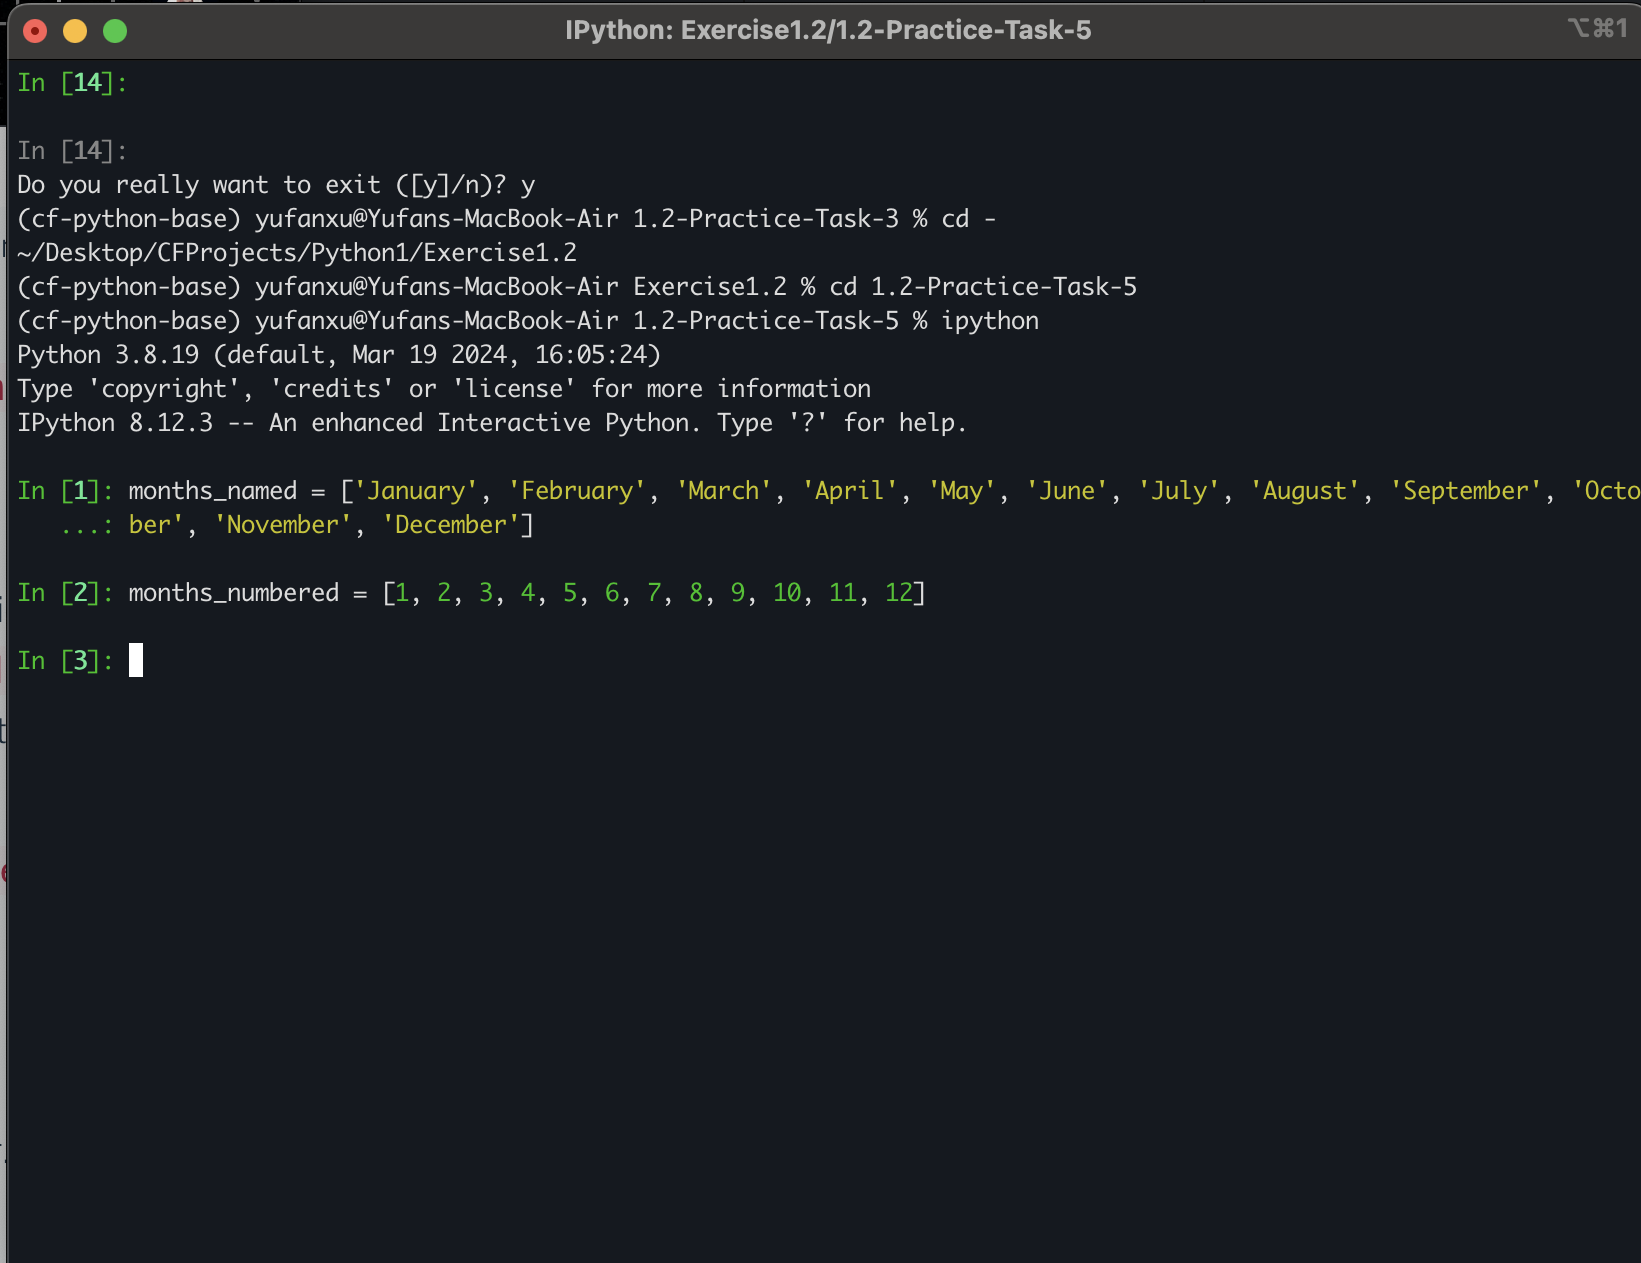 IPython: Exercise1.2/1.2-Practice-Task-5
⌥⌘1
In [14]:
In [14]:
Do you really want to exit ([y]/n)? y
(cf-python-base) yufanxu@Yufans-MacBook-Air 1.2-Practice-Task-3 % cd -
~/Desktop/CFProjects/Python1/Exercise1.2
(cf-python-base) yufanxu@Yufans-MacBook-Air Exercise1.2 % cd 1.2-Practice-Task-5
(cf-python-base) yufanxu@Yufans-MacBook-Air 1.2-Practice-Task-5 % ipython
Python 3.8.19 (default, Mar 19 2024, 16:05:24)
Type 'copyright', 'credits' or 'license' for more information
IPython 8.12.3 -- An enhanced Interactive Python. Type '?' for help.
In [1]: months_named = ['January', 'February', 'March', 'April', 'May', 'June', 'July', 'August', 'September', 'Octo
...: ber', 'November', 'December']
In [2]: months_numbered = [1, 2, 3, 4, 5, 6, 7, 8, 9, 10, 11, 12]
In [3]: